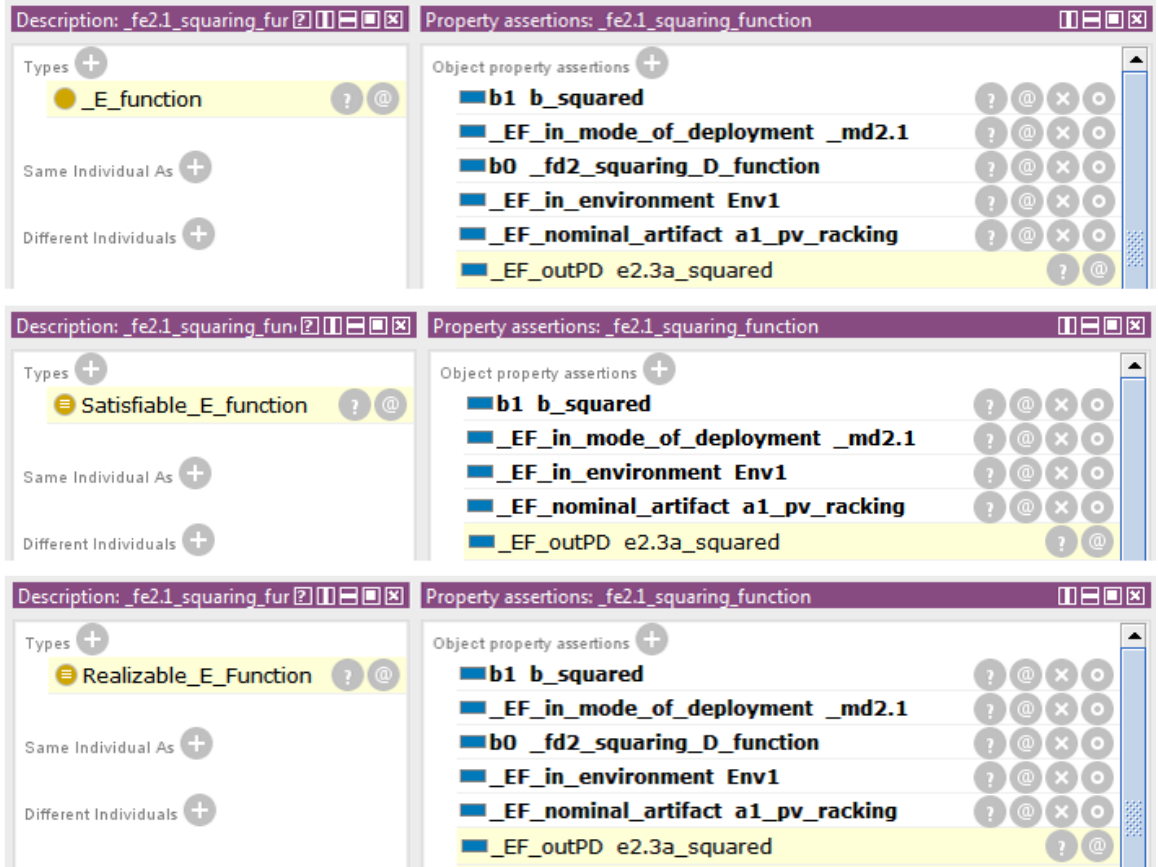 Description: _fe2.1_squaring_fur
Property assertions: _fe2.1_squaring_function
Types
_E_function
Same Individual As
Different Individuals
Object property assertions
b1 b_squared
_EF_in_mode_of_deployment _md2.1
b0 _fd2_squaring_D_function
_EF_in_environment Env1
_EF_nominal_artifact a1_pv_racking
_EF_outPD e2.3a_squared
Description: _fe2.1_squaring_fun
Property assertions: _fe2.1_squaring_function
Types
Satisfiable_E_function
Same Individual As
Different Individuals
Object property assertions
b1 b_squared
_EF_in_mode_of_deployment _md2.1
_EF_in_environment Env1
_EF_nominal_artifact a1_pv_racking
_EF_outPD e2.3a_squared
Description: _fe2.1_squaring_fur
Property assertions: _fe2.1_squaring_function
Types
Realizable_E_Function
Same Individual As
Different Individuals
Object property assertions
b1 b_squared
_EF_in_mode_of_deployment _md2.1
b0 _fd2_squaring_D_function
_EF_in_environment Env1
_EF_nominal_artifact a1_pv_racking
_EF_outPD e2.3a_squared